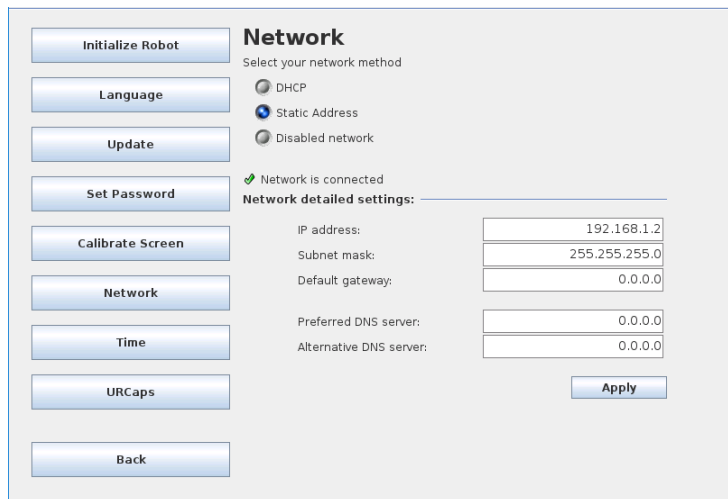 Initialize Robot
Language
Update
Set Password
Calibrate Screen
Network
Time
URCaps
Back
Network
Select your network method
DHCP
Static Address
Disabled network
Network is connected
Network detailed settings:
IP address: 192.168.1.2
Subnet mask: 255.255.255.0
Default gateway: 0.0.0.0
Preferred DNS server: 0.0.0.0
Alternative DNS server: 0.0.0.0
Apply